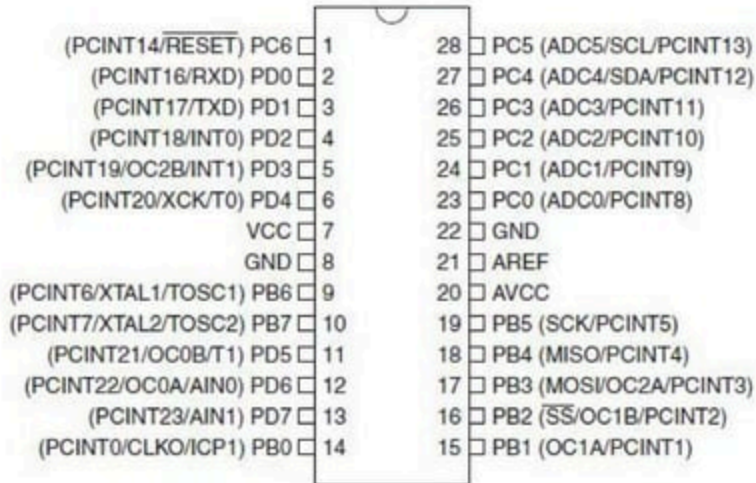 (PCINT14/RESET) PC6 1 28 PC5 (ADC5/SCL/PCINT13)
(PCINT16/RXD) PD0 2 27 PC4 (ADC4/SDA/PCINT12)
(PCINT17/TXD) PD1 3 26 PC3 (ADC3/PCINT11)
(PCINT18/INT0) PD2 4 25 PC2 (ADC2/PCINT10)
(PCINT19/OC2B/INT1) PD3 5 24 PC1 (ADC1/PCINT9)
(PCINT20/XCK/T0) PD4 6 23 PC0 (ADC0/PCINT8)
VCC 7 22 GND
GND 8 21 AREF
(PCINT6/XTAL1/TOSC1) PB6 9 20 AVCC
(PCINT7/XTAL2/TOSC2) PB7 10 19 PB5 (SCK/PCINT5)
(PCINT21/OC0B/T1) PD5 11 18 PB4 (MISO/PCINT4)
(PCINT22/OC0A/AIN0) PD6 12 17 PB3 (MOSI/OC2A/PCINT3)
(PCINT23/AIN1) PD7 13 16 PB2 (SS/OC1B/PCINT2)
(PCINT0/CLKO/ICP1) PB0 14 15 PB1 (OC1A/PCINT1)